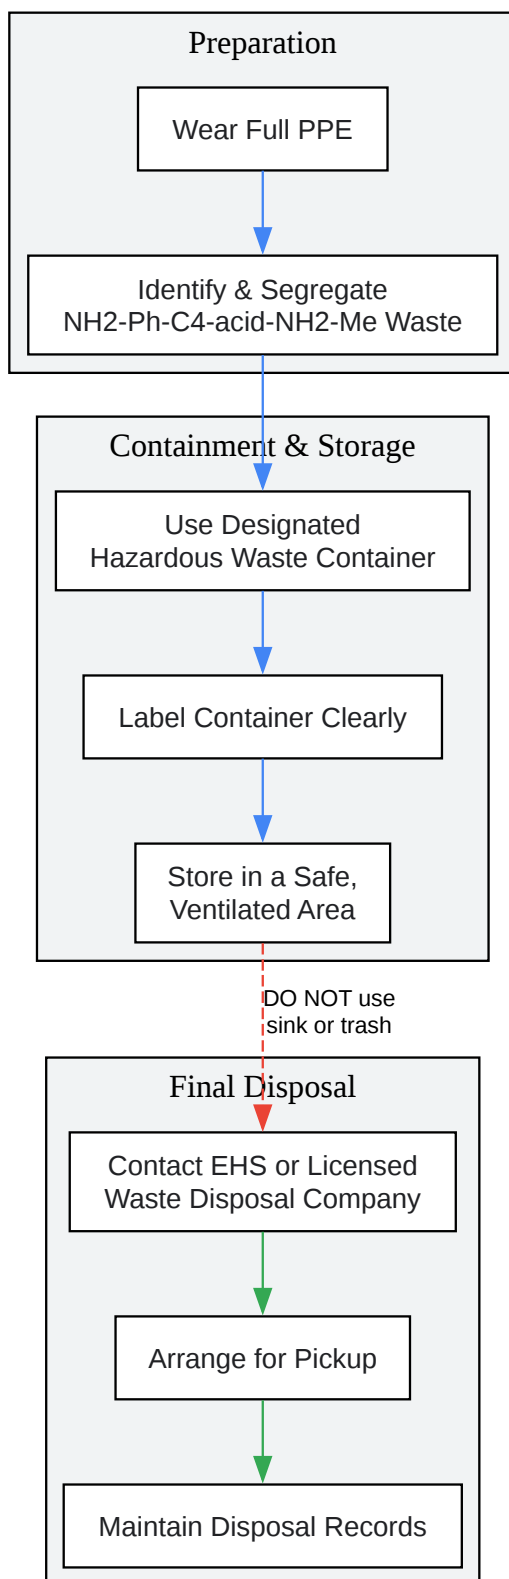 Preparation
Wear Full PPE
Identify & Segregate
NH2-Ph-C4-acid-NH2-Me Waste
Containment & Storage
Use Designated
Hazardous Waste Container
Label Container Clearly
Store in a Safe,
Ventilated Area
DO NOT use
sink or trash
Final Disposal
Contact EHS or Licensed
Waste Disposal Company
Arrange for Pickup
Maintain Disposal Records